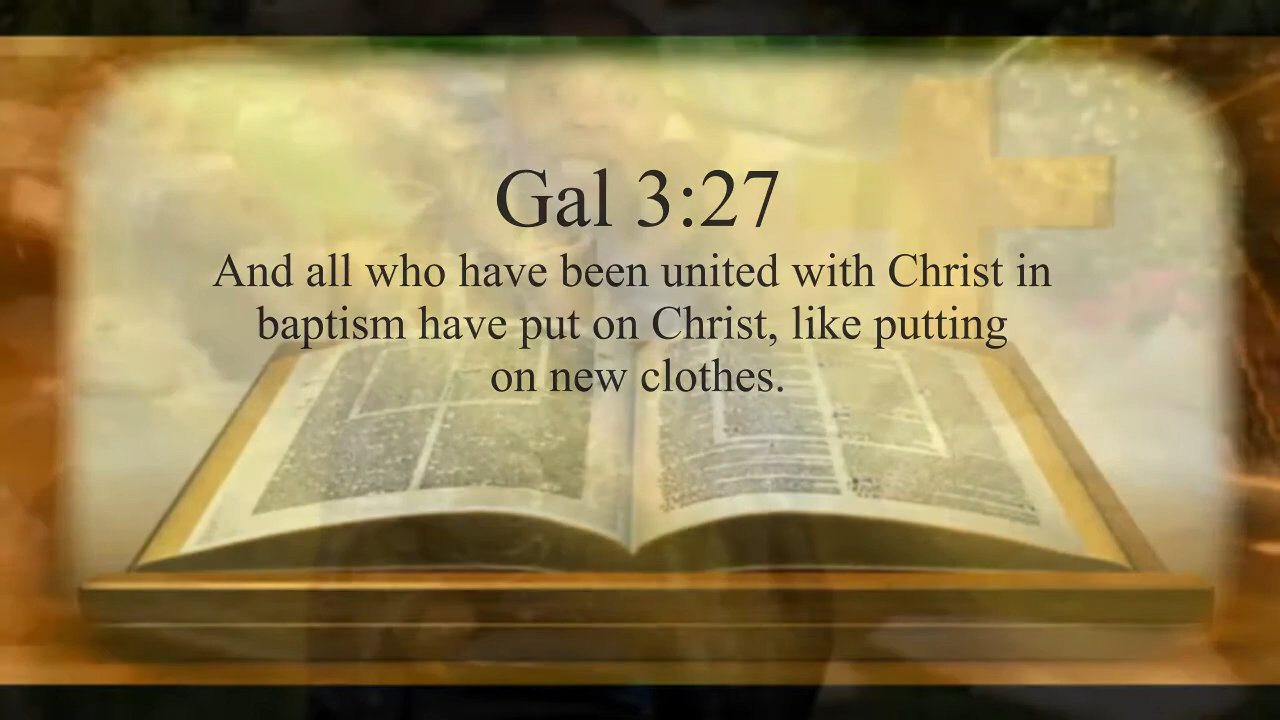 Gal 3:27
And all who have been united with Christ in
baptism have put on Christ, like putting
on new clothes.